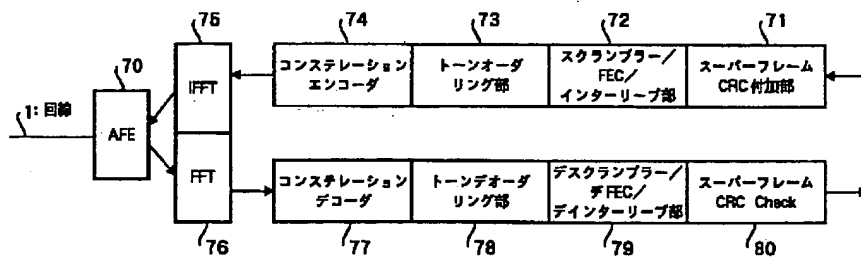 75
74
73
72
71
70
IFFT
コンステレーション
エンコーダ
トーンオーダ
リング部
スクランブラー/
FEC/
インターリーブ部
スーパーフレーム
CRC付加部
1:回線
AFE
FFT
コンステレーション
デコーダ
トーンデオーダ
リング部
デスクランブラー/
デFEC/
デインターリーブ部
スーパーフレーム
CRC Check
76
77
78
79
80